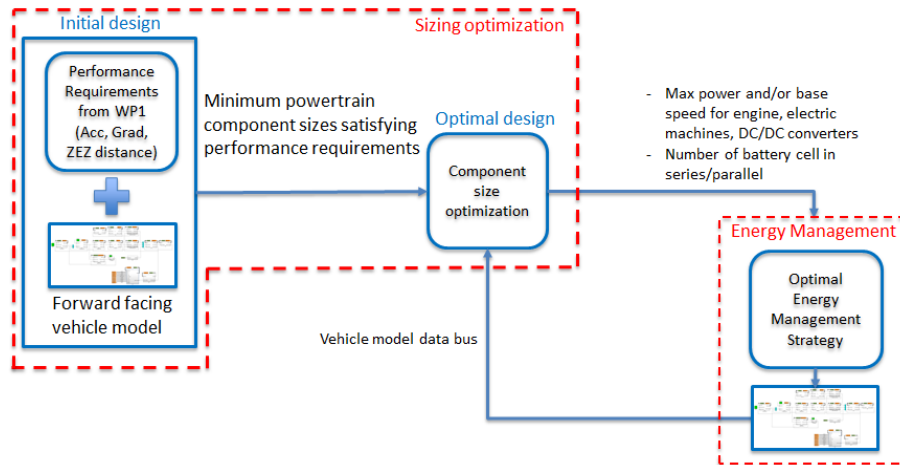 Initial design
Sizing optimization
Performance
Requirements
from WP1
(Acc, Grad,
ZEZ distance)
Forward facing
vehicle model
Minimum powertrain
component sizes satisfying
performance requirements
Optimal design
Component
size
optimization
- Max power and/or base
speed for engine, electric
machines, DC/DC converters
- Number of battery cell in
series/parallel
Energy Management
Optimal
Energy
Management
Strategy
Vehicle model data bus